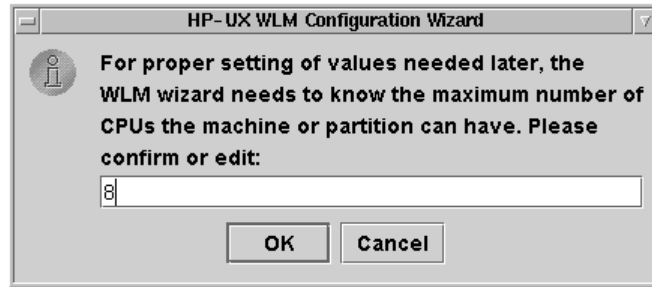 HP-UX WLM Configuration Wizard
For proper setting of values needed later, the
WLM wizard needs to know the maximum number of
CPUs the machine or partition can have. Please
confirm or edit:
8
OK Cancel